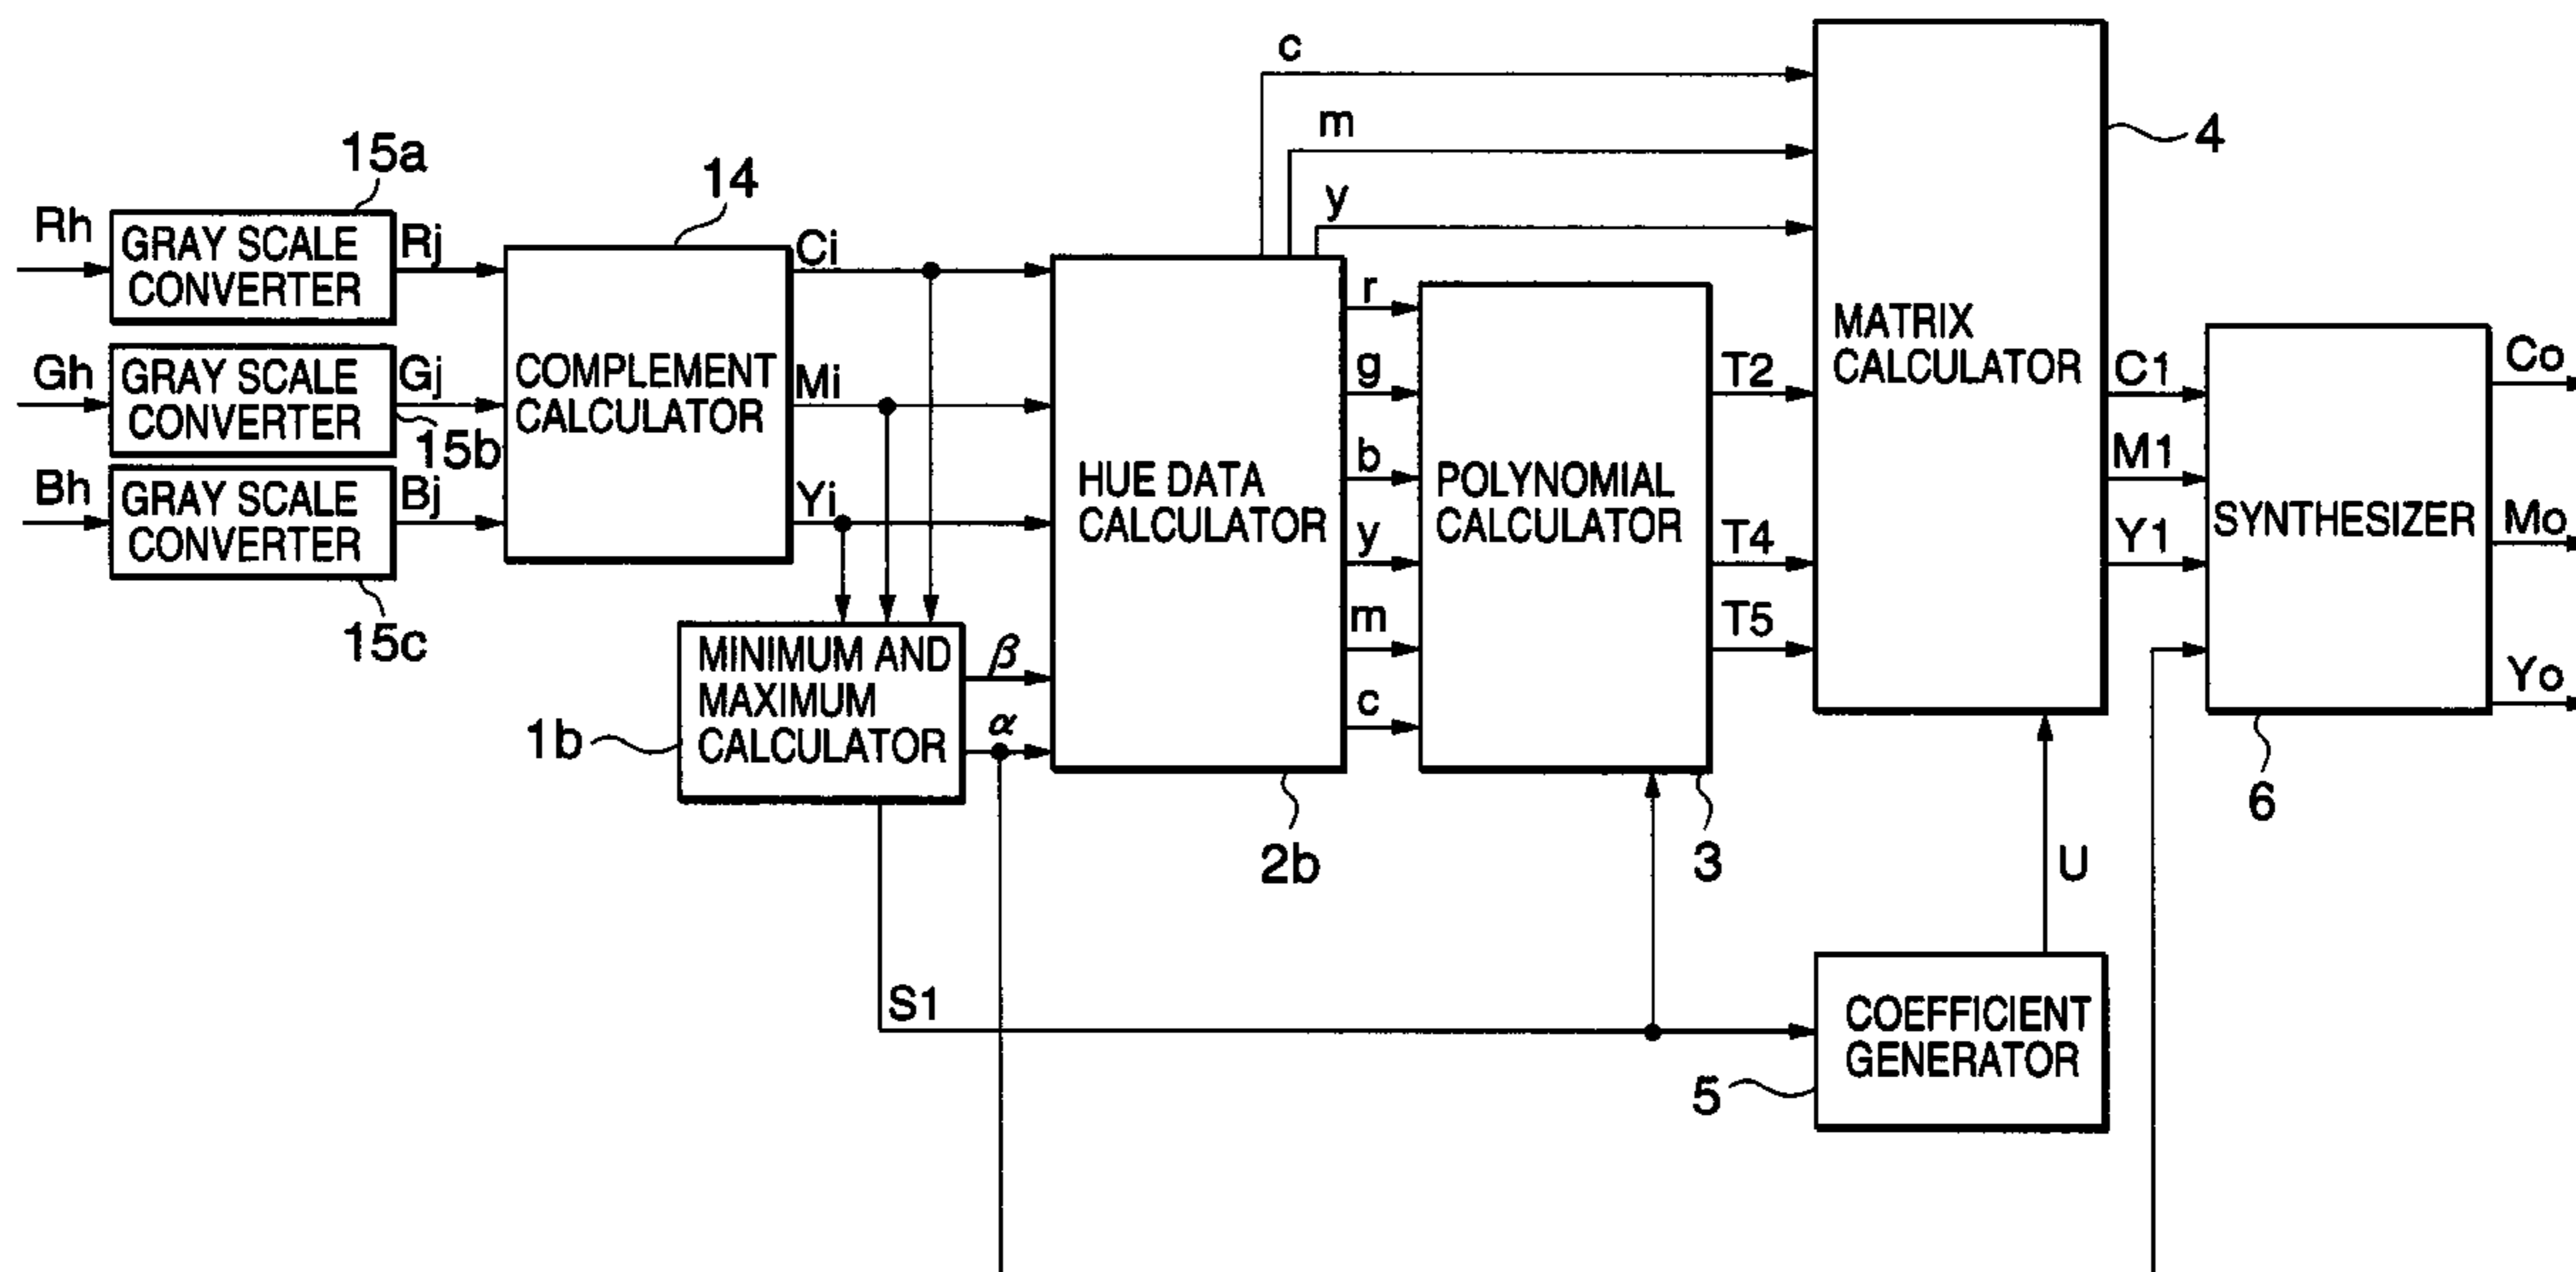 c
m
y
4
15a
14
Rh
GRAY SCALE
CONVERTER
Rj
Ci
Gh
GRAY SCALE
CONVERTER
Gj
15b
COMPLEMENT
CALCULATOR
Mi
Bh
GRAY SCALE
CONVERTER
Bj
15c
Yi
MINIMUM AND
MAXIMUM
CALCULATOR
1b
β
α
S1
HUE DATA
CALCULATOR
2b
r
g
b
y
m
c
POLYNOMIAL
CALCULATOR
3
T2
T4
T5
MATRIX
CALCULATOR
U
COEFFICIENT
GENERATOR
5
C1
M1
Y1
SYNTHESIZER
6
Co
Mo
Yo